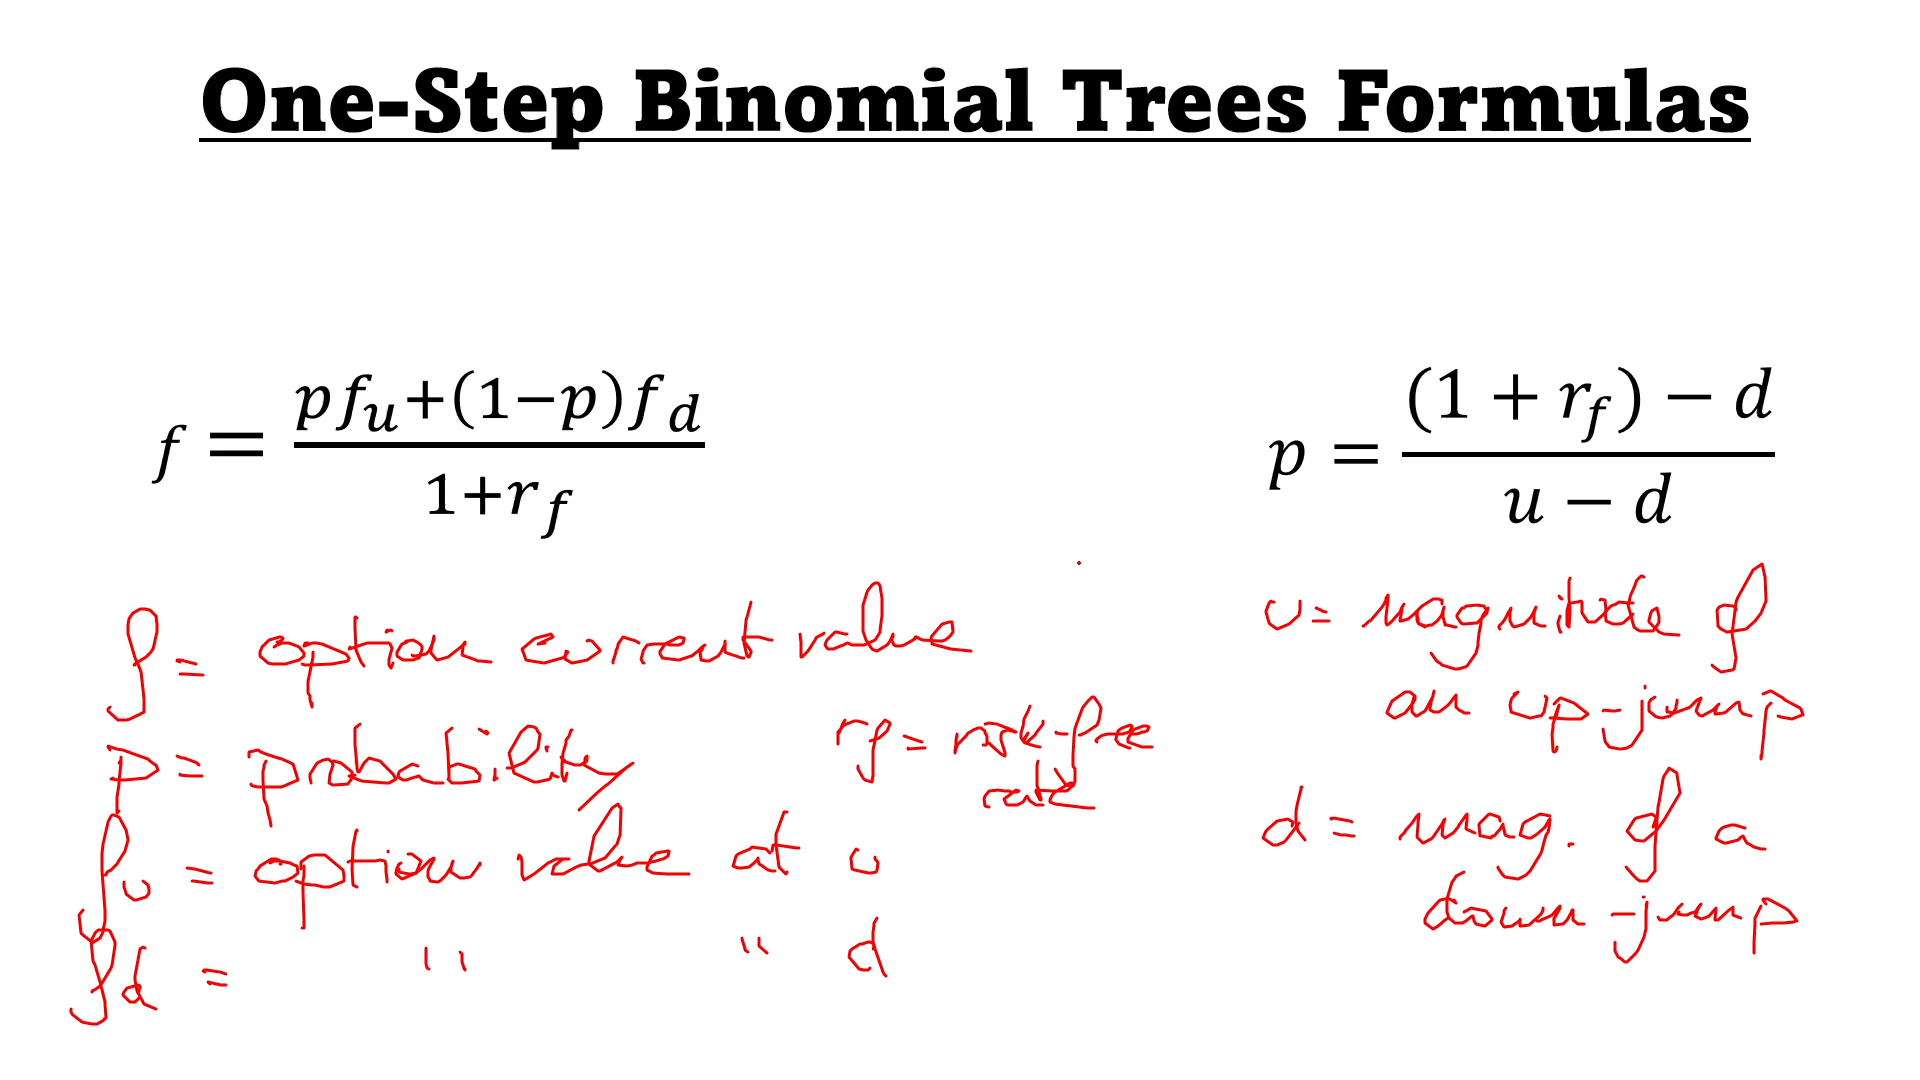 One-Step Binomial Trees Formulas
f = (pf_u+(1−p)f_d)/(1+r_f)
p = ((1 + r_f) − d)/(u − d)
f = option current value
p = probability
r_f = risk-free
rate
f_u = option value at u
f_d = " " d
u = magnitude of
an up-jump
d = mag. of a
down-jump